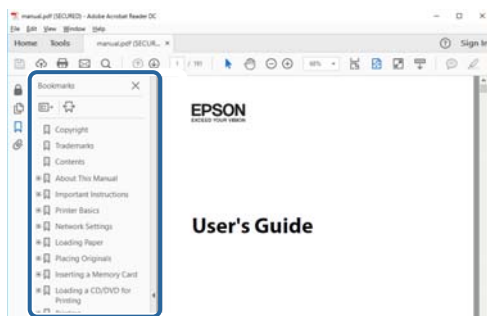 manual.pdf (SECURED) - Adobe Acrobat Reader DC
File Edit View Window Help
Home Tools manual.pdf (SECUR... × Sign In
1 / 191
Bookmarks
Copyright
Trademarks
Contents
About This Manual
Important Instructions
Printer Basics
Network Settings
Loading Paper
Placing Originals
Inserting a Memory Card
Loading a CD/DVD for
Printing
EPSON
EXCEED YOUR VISION
User's Guide